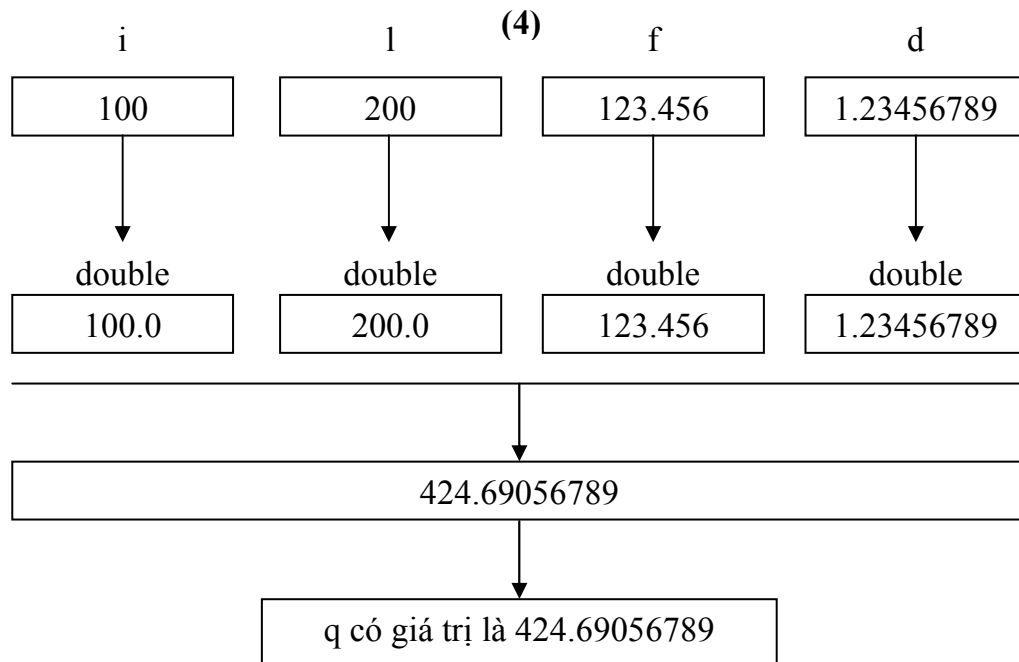 (4)
i l f d
100 200 123.456 1.23456789
double double double double
100.0 200.0 123.456 1.23456789
424.69056789
q có giá trị là 424.69056789